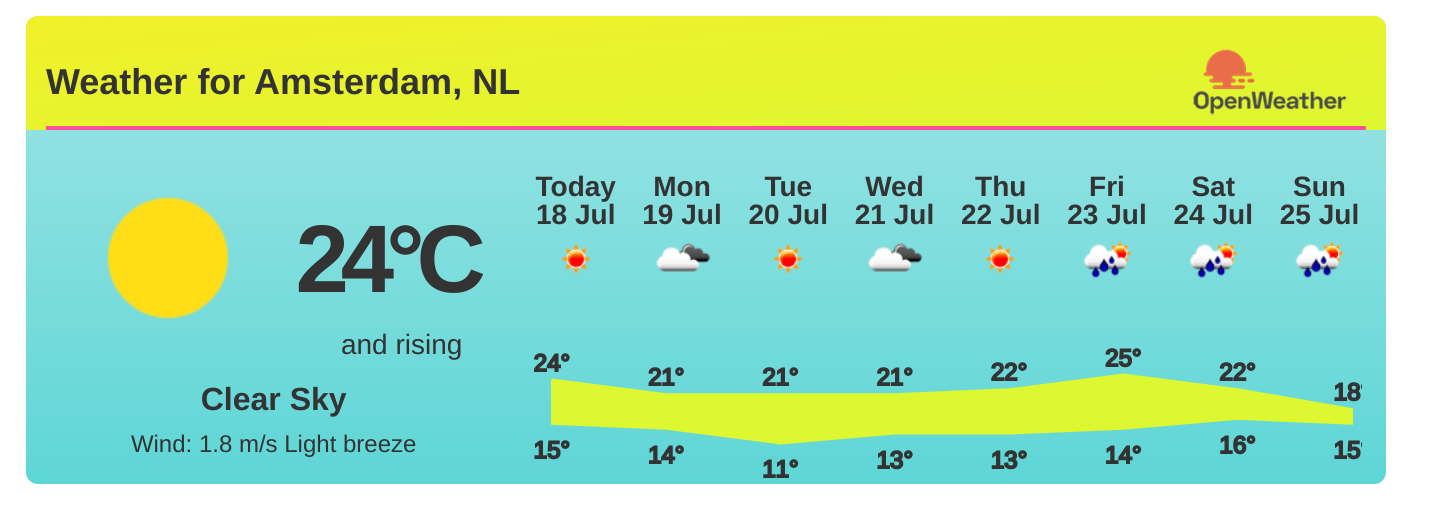 Weather for Amsterdam, NL
OpenWeather
24°C
and rising
Clear Sky
Wind: 1.8 m/s Light breeze
Today Mon Tue Wed Thu Fri Sat Sun
18 Jul 19 Jul 20 Jul 21 Jul 22 Jul 23 Jul 24 Jul 25 Jul
24° 21° 21° 21° 22° 25° 22° 18°
15° 14° 11° 13° 13° 14° 16° 15°